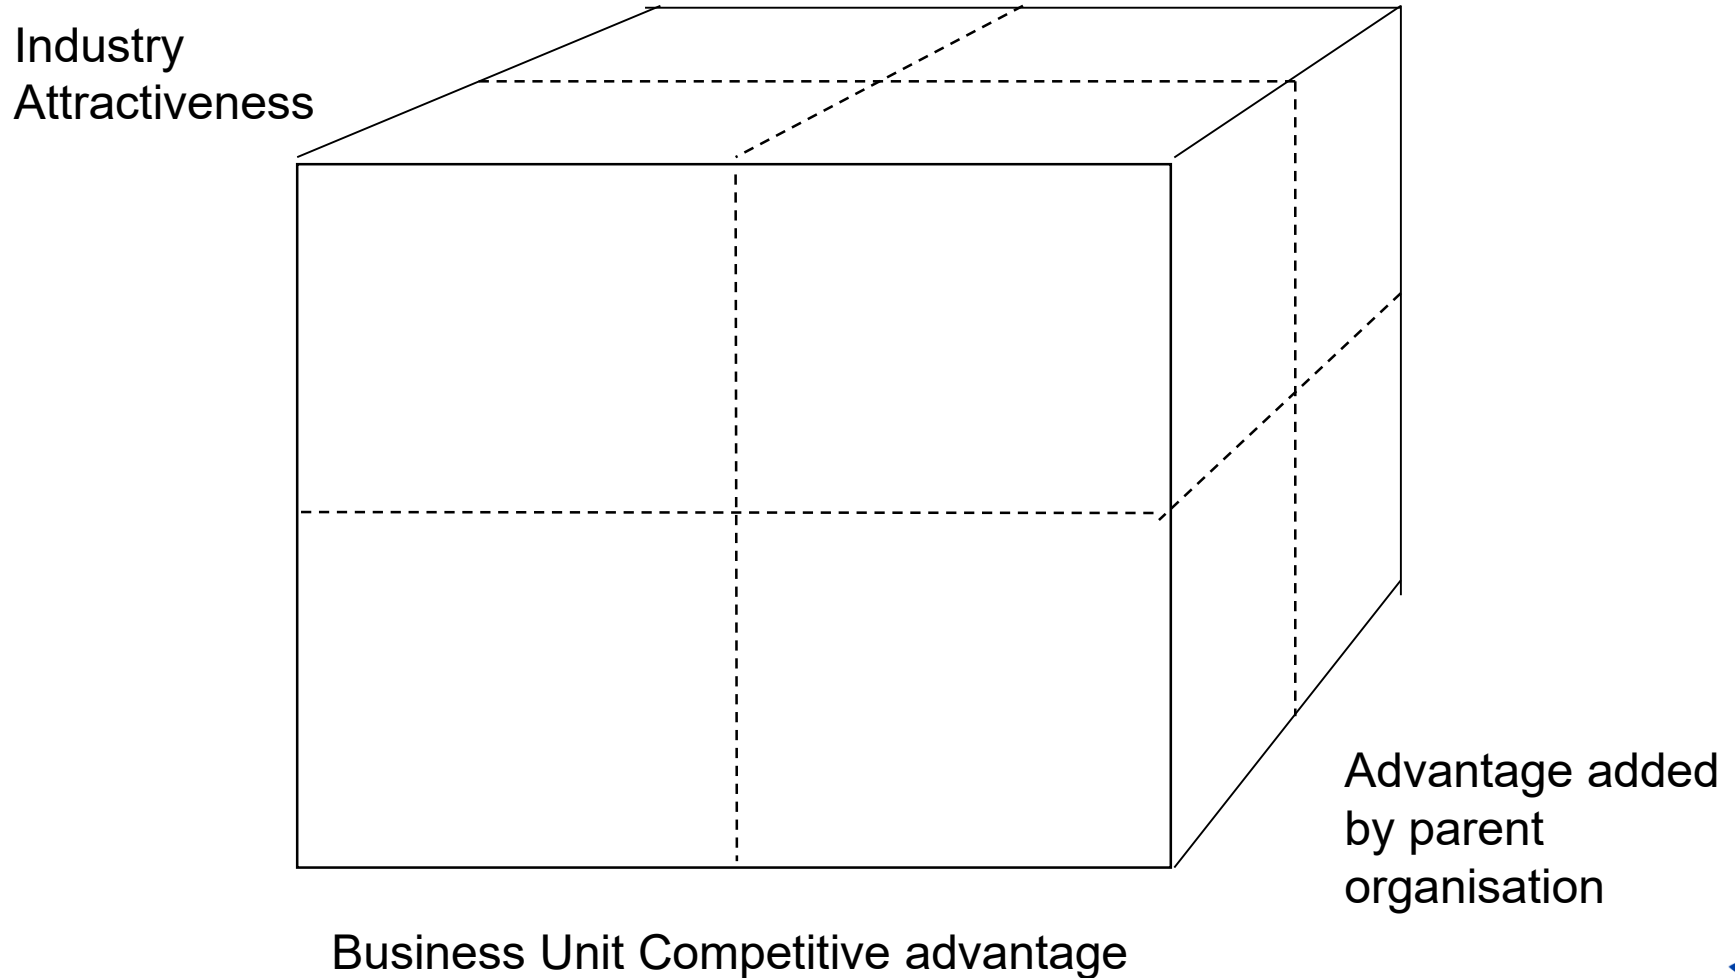 Industry
Attractiveness
Advantage added
by parent
organisation
Business Unit Competitive advantage